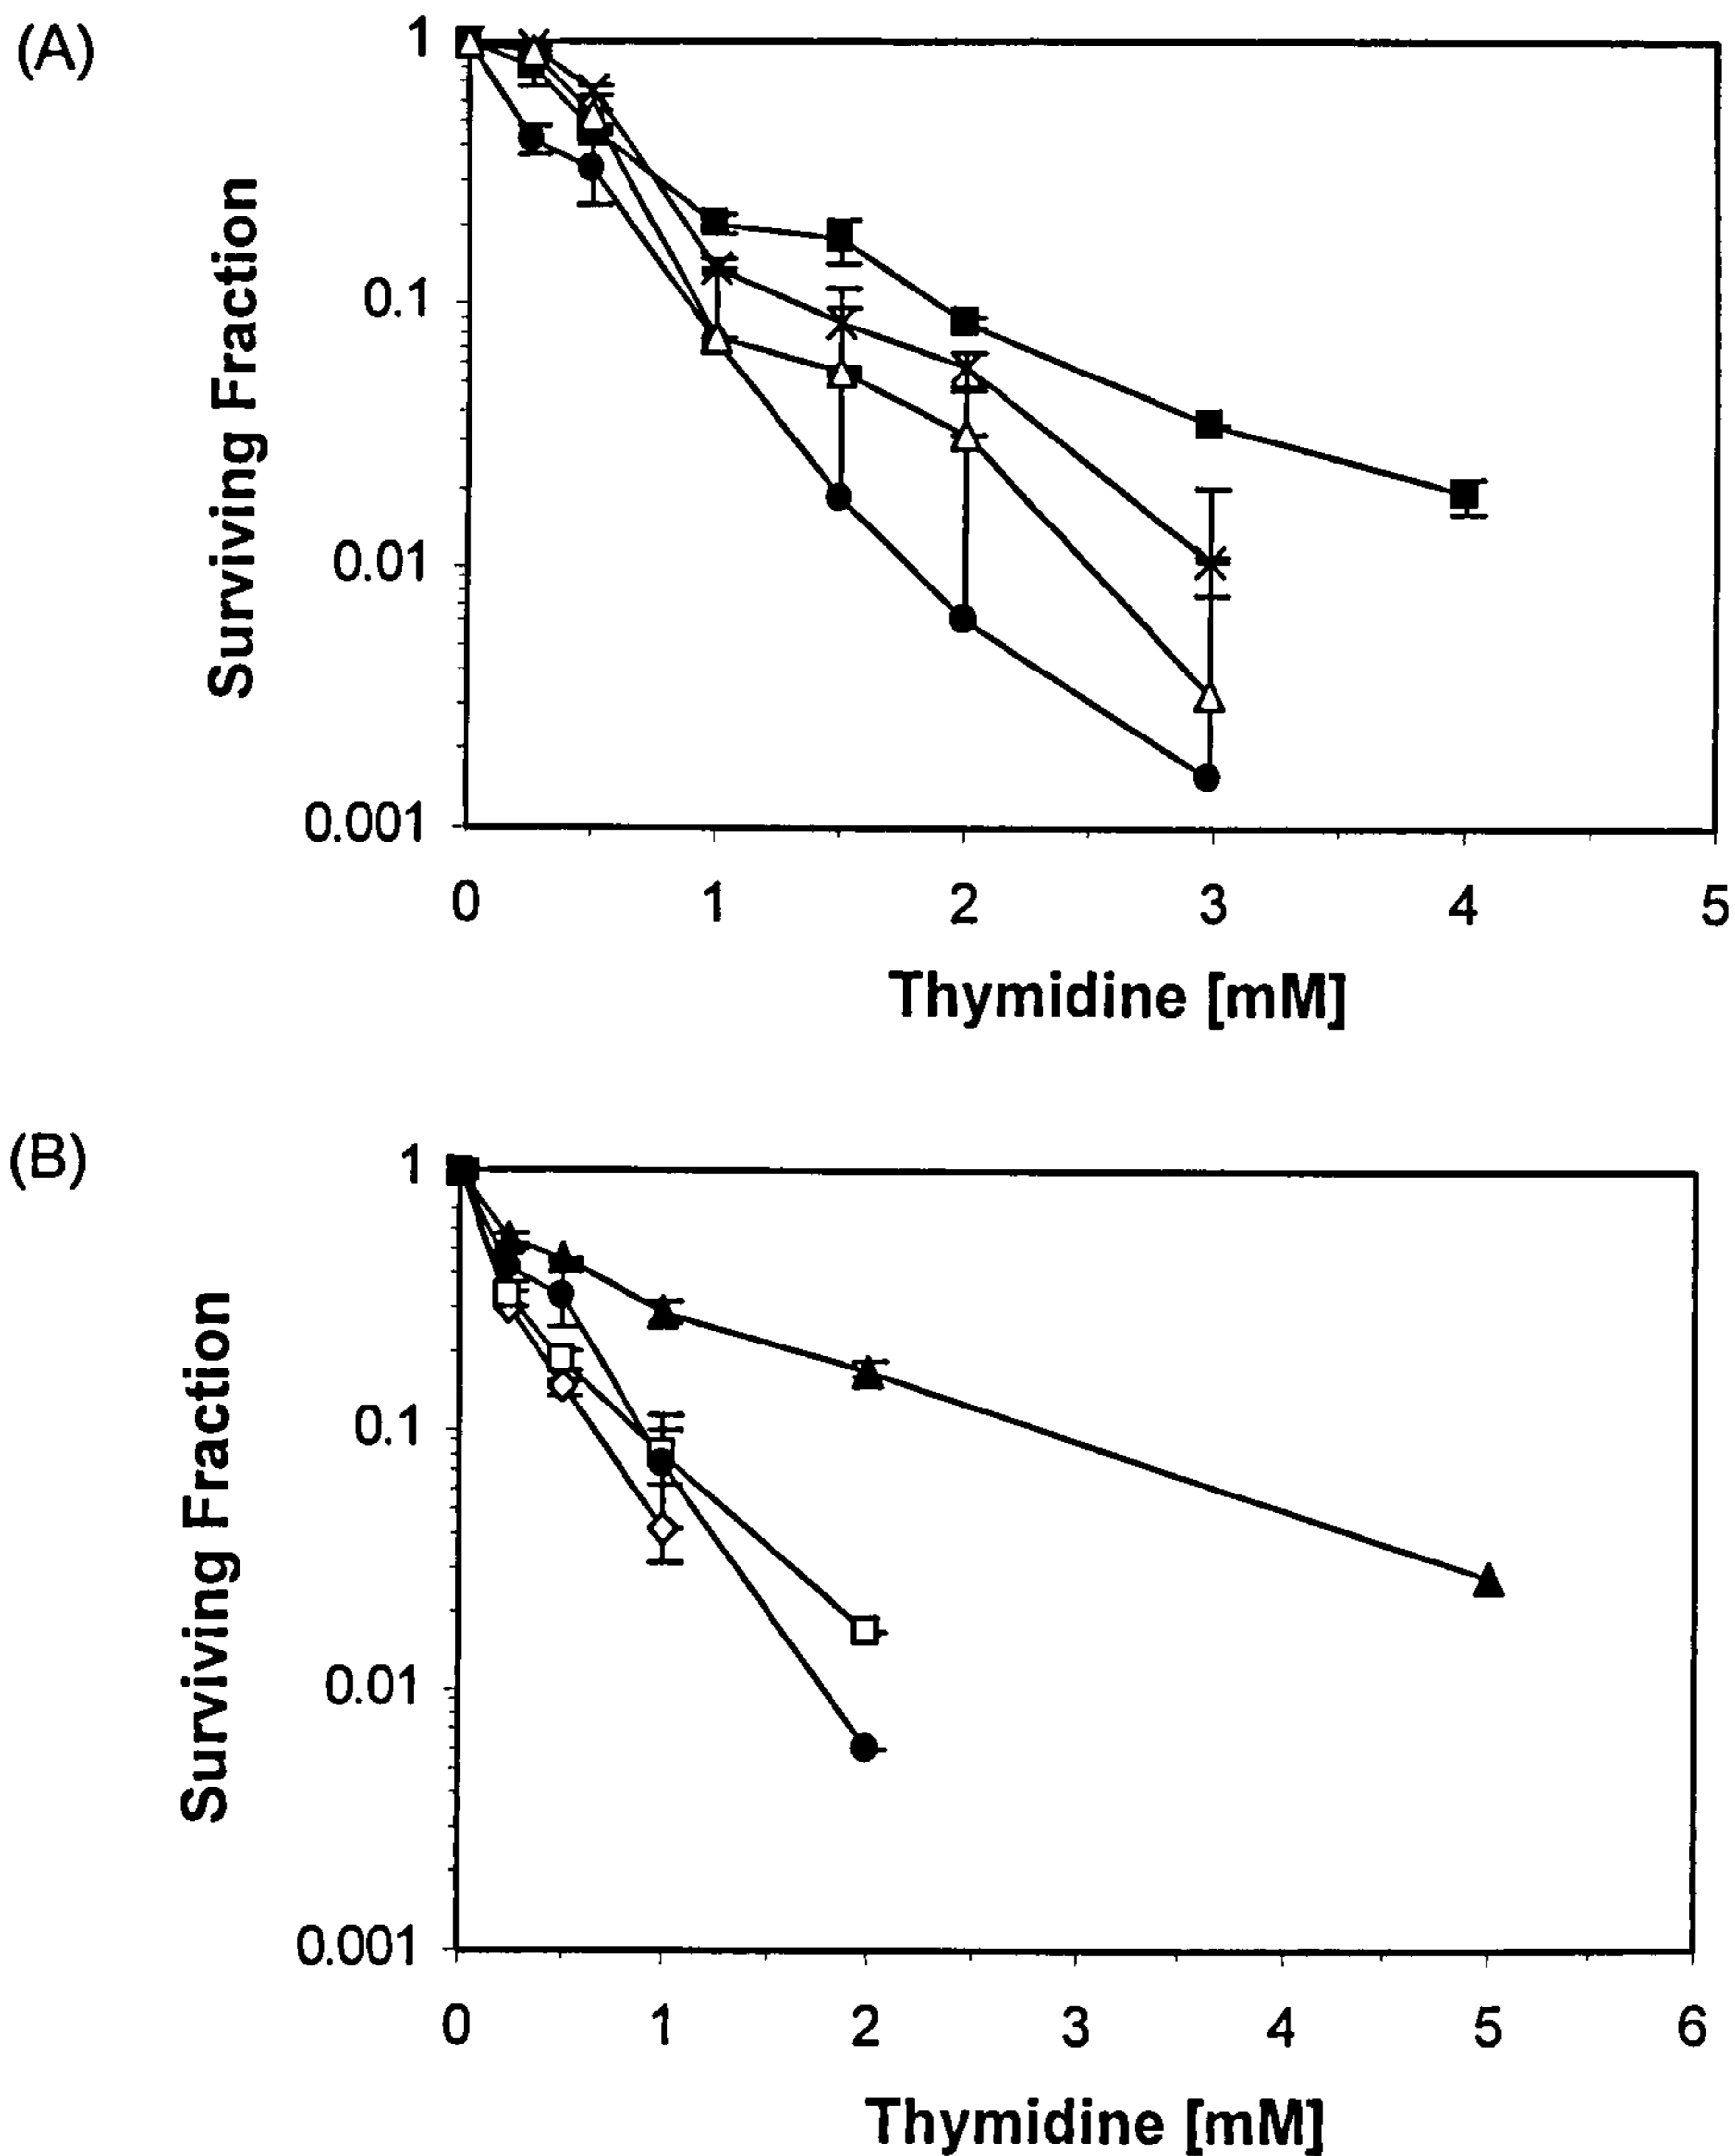 (A)
Surviving Fraction
1
0.1
0.01
0.001
0 1 2 3 4 5
Thymidine [mM]
(B)
Surviving Fraction
1
0.1
0.01
0.001
0 1 2 3 4 5 6
Thymidine [mM]